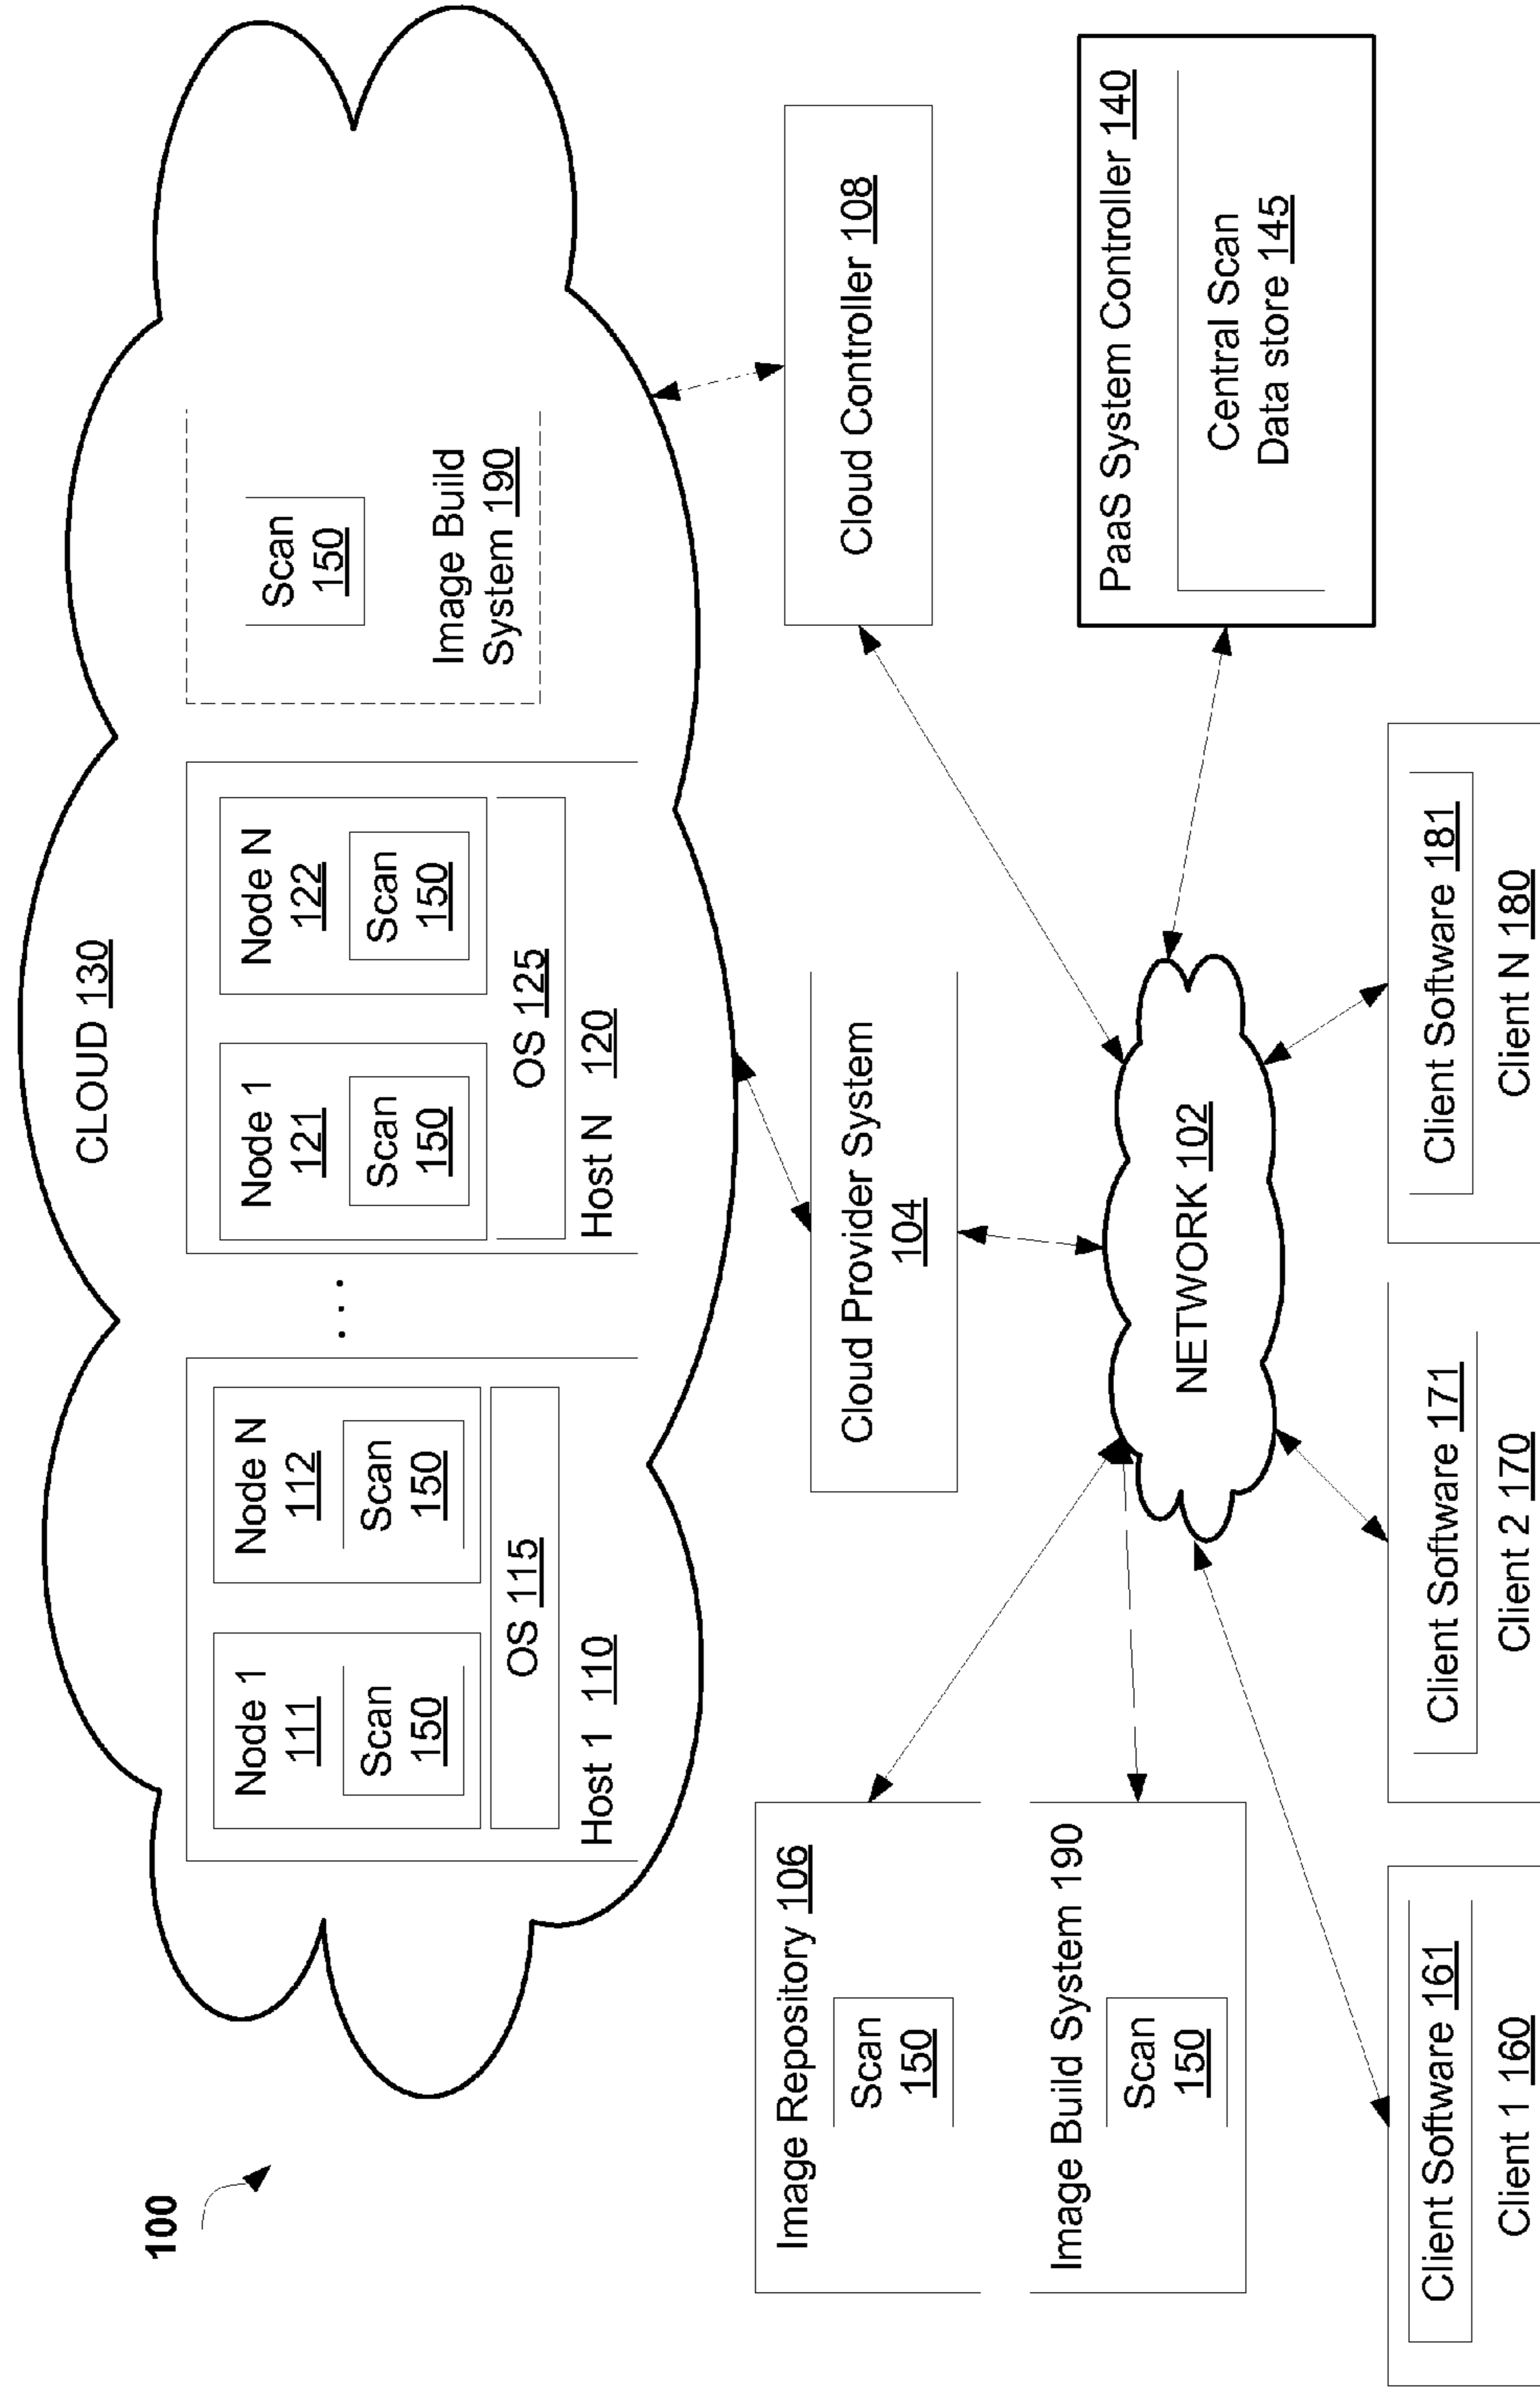 100
CLOUD 130
Node 1
111
Scan
150
Node N
112
Scan
150
OS 115
Host 1 110
. . .
Node 1
121
Scan
150
Node N
122
Scan
150
OS 125
Host N 120
Scan
150
Image Build
System 190
Image Repository 106
Scan
150
Image Build System 190
Scan
150
Cloud Provider System
104
Cloud Controller 108
NETWORK 102
PaaS System Controller 140
Central Scan
Data store 145
Client Software 161
Client 1 160
Client Software 171
Client 2 170
Client Software 181
Client N 180